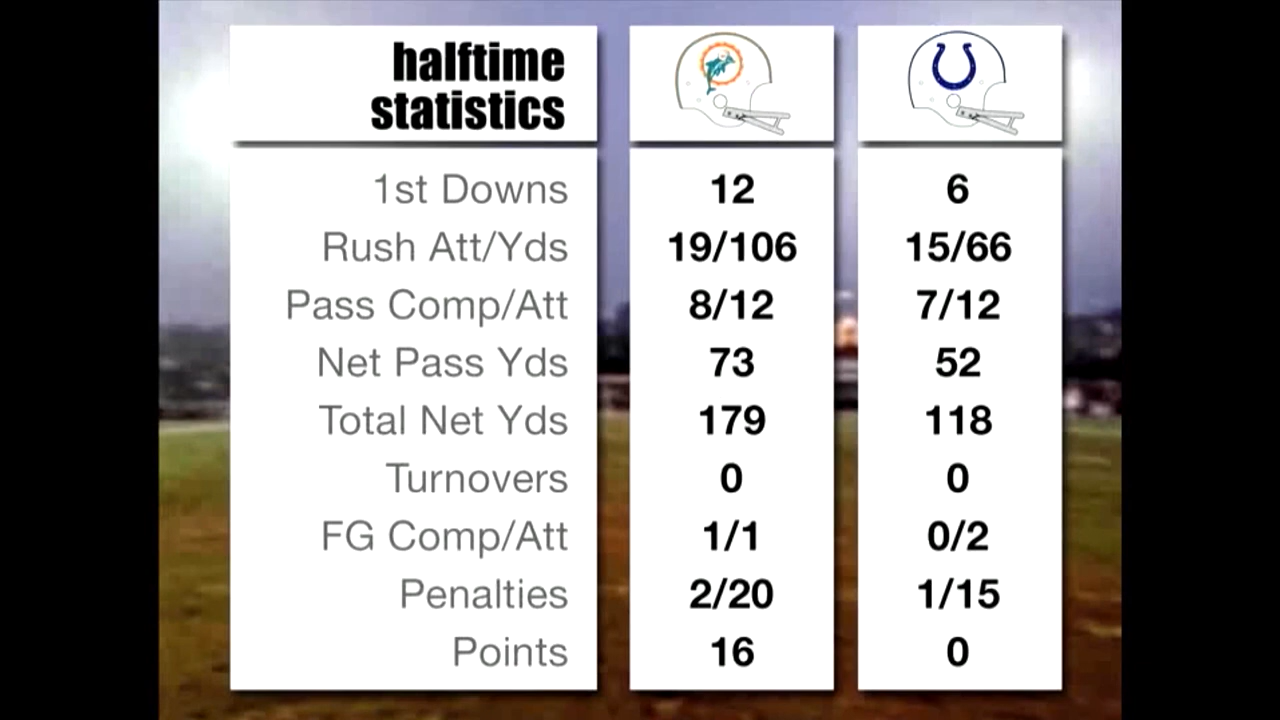 halftime
statistics
1st Downs 12 6
Rush Att/Yds 19/106 15/66
Pass Comp/Att 8/12 7/12
Net Pass Yds 73 52
Total Net Yds 179 118
Turnovers 0 0
FG Comp/Att 1/1 0/2
Penalties 2/20 1/15
Points 16 0